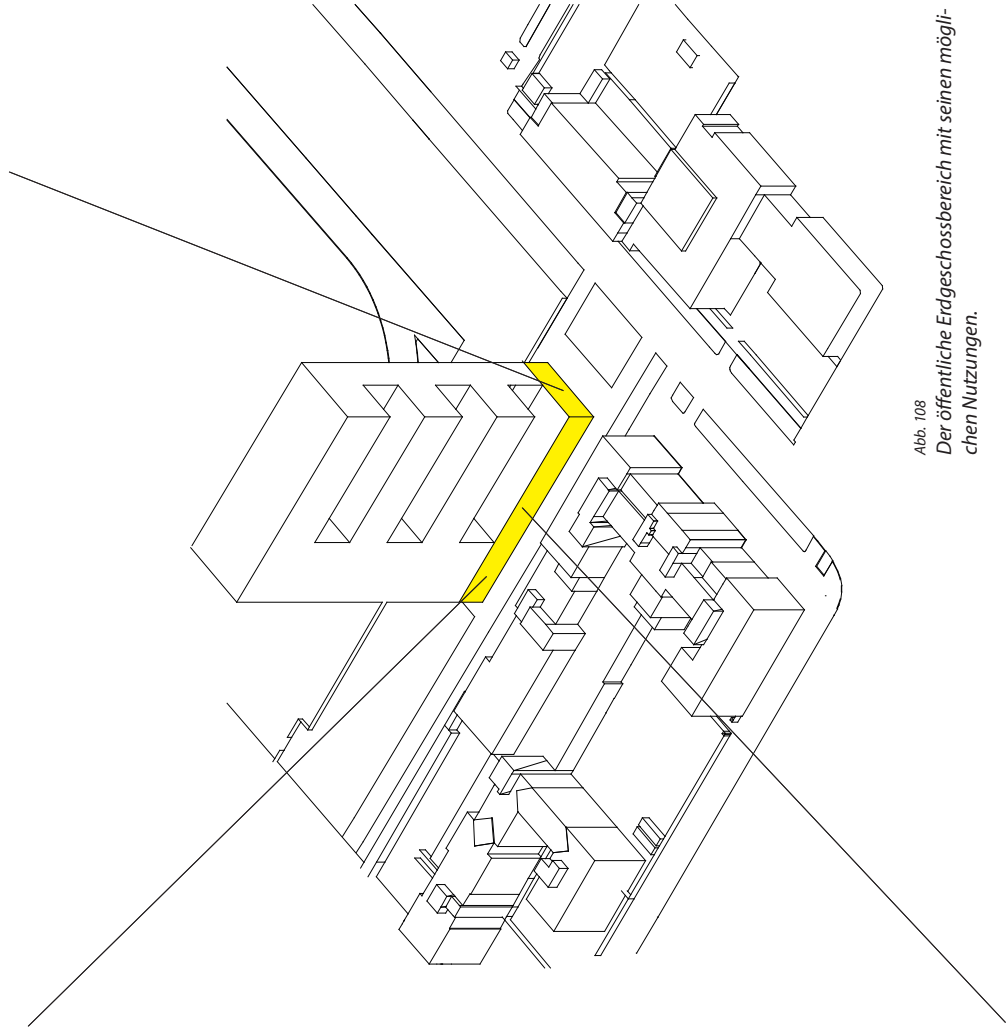 Abb. 108
Der öffentliche Erdgeschossbereich mit seinen mögli-
chen Nutzungen.